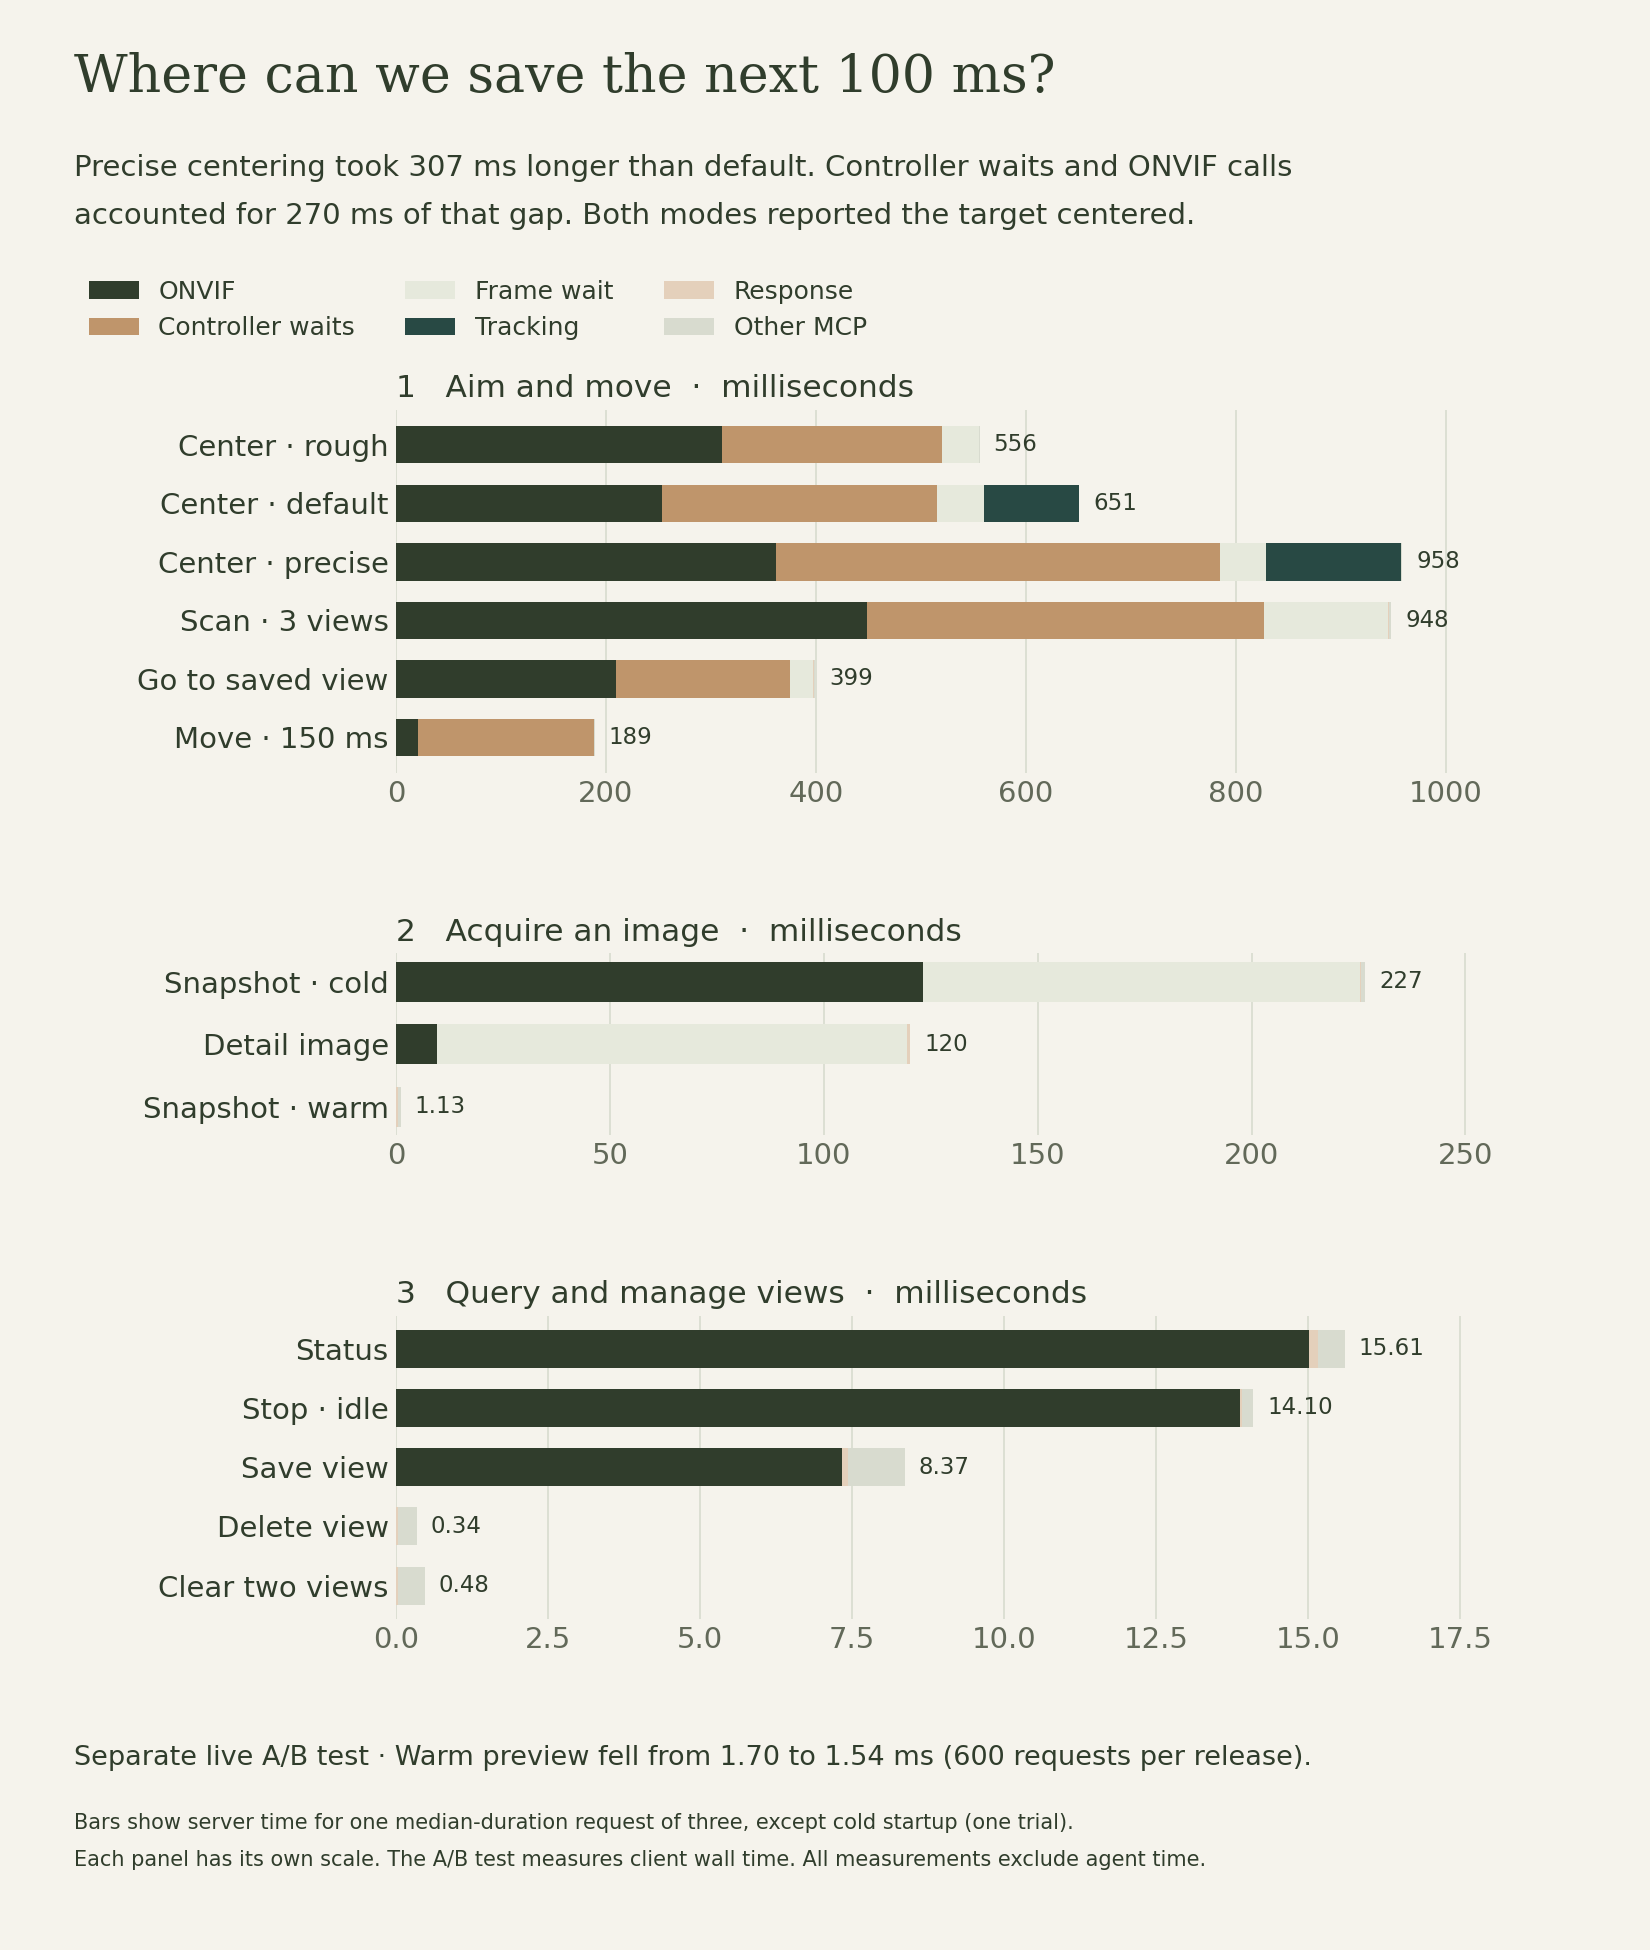 Where can we save the next 100 ms?
Precise centering took 307 ms longer than default. Controller waits and ONVIF calls
accounted for 270 ms of that gap. Both modes reported the target centered.
ONVIF
Frame wait
Response
Controller waits
Tracking
Other MCP
1 Aim and move · milliseconds
Center · rough
556
Center · default
651
Center · precise
958
Scan · 3 views
948
Go to saved view
399
Move · 150 ms
189
0 200 400 600 800 1000
2 Acquire an image · milliseconds
Snapshot · cold
227
Detail image
120
Snapshot · warm
1.13
0 50 100 150 200 250
3 Query and manage views · milliseconds
Status
15.61
Stop · idle
14.10
Save view
8.37
Delete view
0.34
Clear two views
0.48
0.0 2.5 5.0 7.5 10.0 12.5 15.0 17.5
Separate live A/B test · Warm preview fell from 1.70 to 1.54 ms (600 requests per release).
Bars show server time for one median-duration request of three, except cold startup (one trial).
Each panel has its own scale. The A/B test measures client wall time. All measurements exclude agent time.